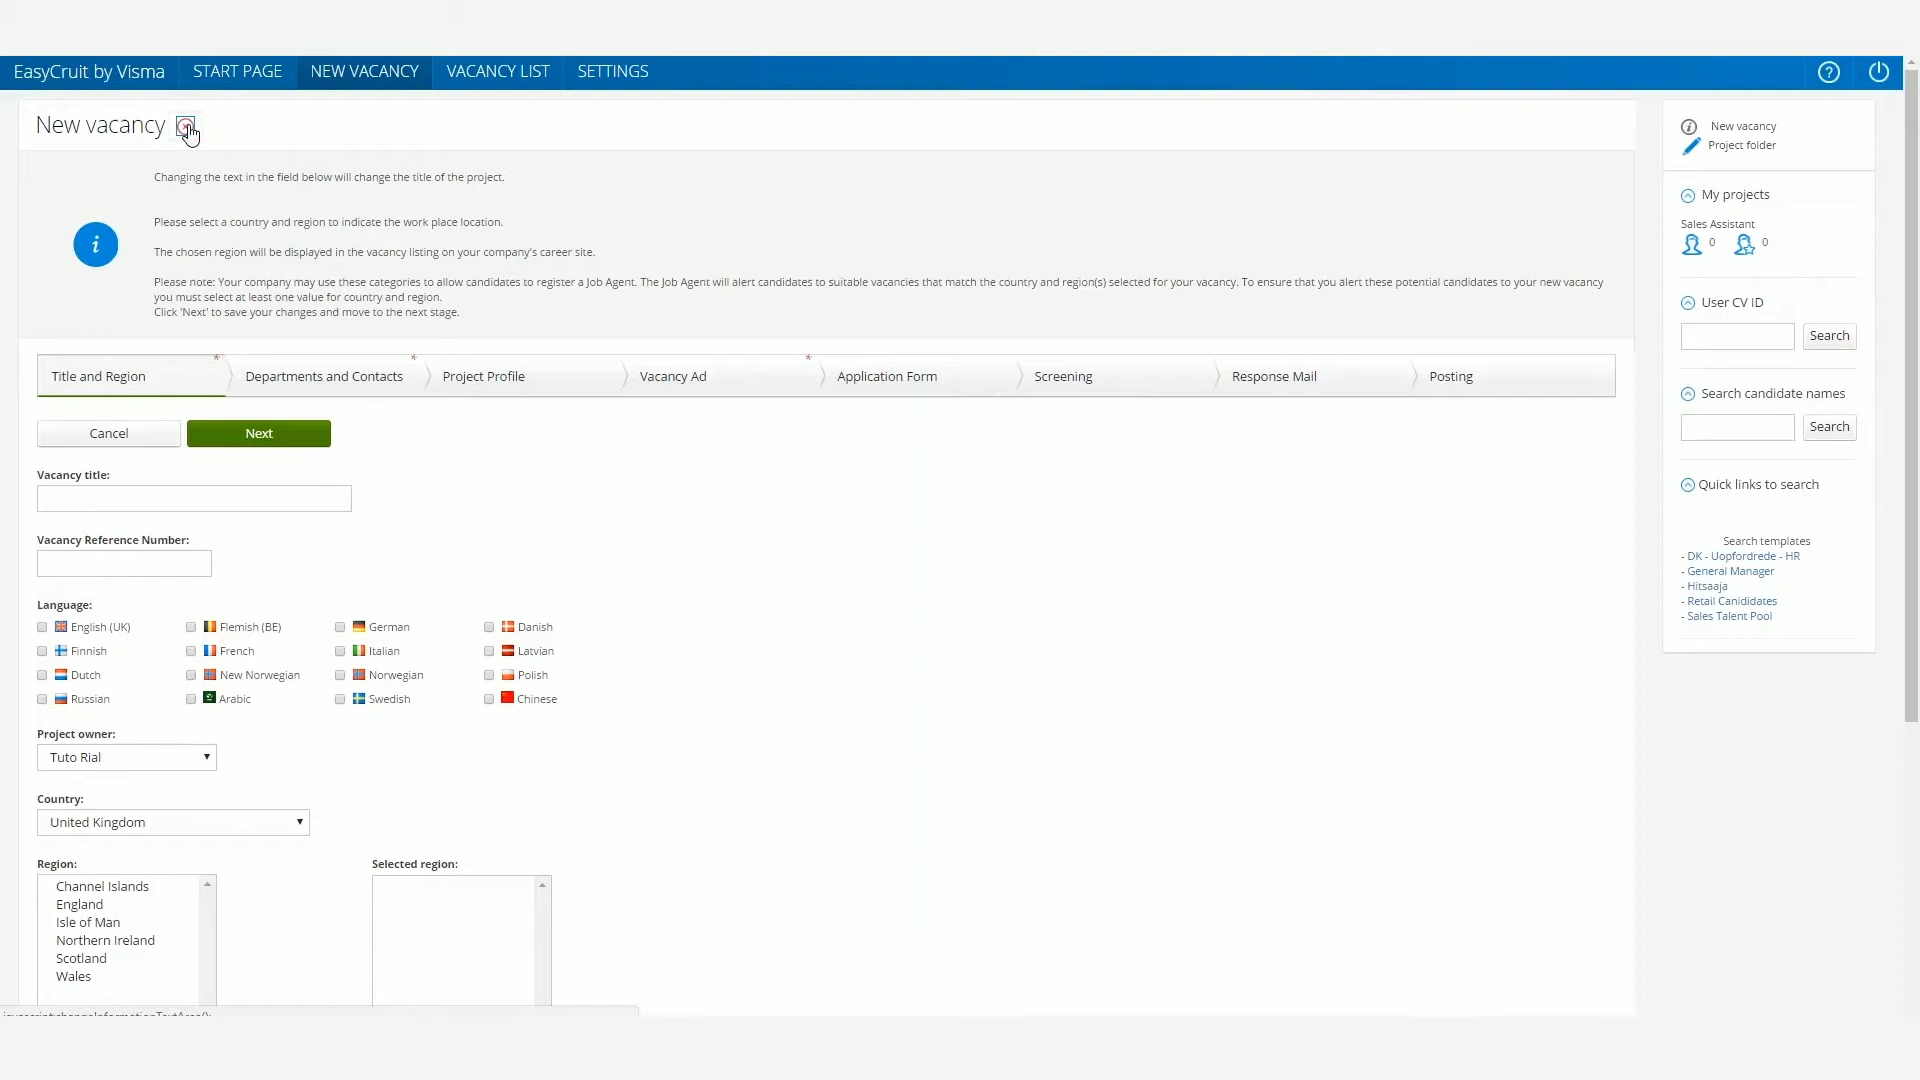 EasyCruit by Visma START PAGE NEW VACANCY VACANCY LIST SETTINGS
New vacancy
Changing the text in the field below will change the title of the project.
Please select a country and region to indicate the work place location.
The chosen region will be displayed in the vacancy listing on your company's career site.
Please note: Your company may use these categories to allow candidates to register a Job Agent. The Job Agent will alert candidates to suitable vacancies that match the country and region(s) selected for your vacancy. To ensure that you alert these potential candidates to your new vacancy
you must select at least one value for country and region.
Click 'Next' to save your changes and move to the next stage.
Title and Region * Departments and Contacts * Project Profile Vacancy Ad * Application Form Screening Response Mail Posting
Cancel Next
Vacancy title:
Vacancy Reference Number:
Language:
English (UK) Flemish (BE) German Danish
Finnish French Italian Latvian
Dutch New Norwegian Norwegian Polish
Russian Arabic Swedish Chinese
Project owner:
Tuto Rial
Country:
United Kingdom
Region: Selected region:
Channel Islands
England
Isle of Man
Northern Ireland
Scotland
Wales
New vacancy
Project folder
My projects
Sales Assistant
0 0
User CV ID
Search
Search candidate names
Search
Quick links to search
Search templates
- DK - Uopfordrede - HR
- General Manager
- Hitsaaja
- Retail Canididates
- Sales Talent Pool